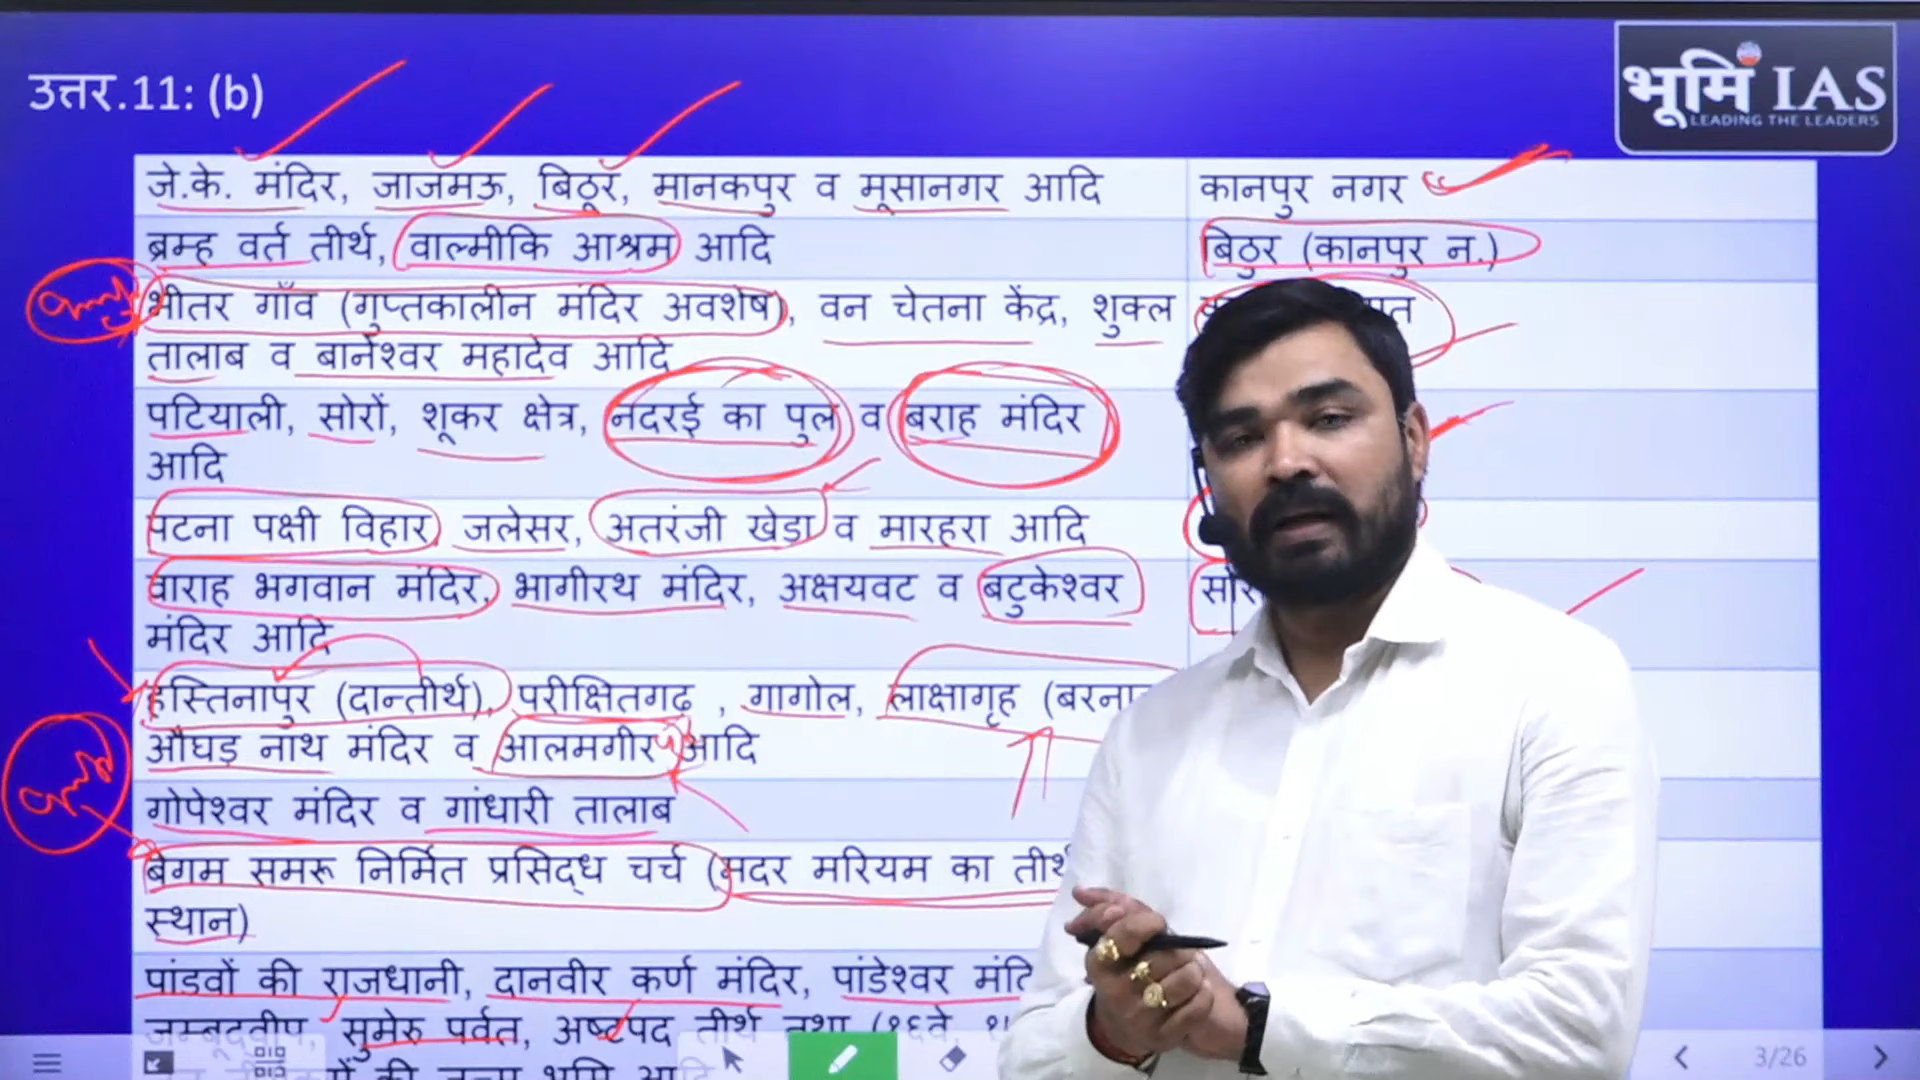 उत्तर.11: (b)
भूमि IAS
LEADING THE LEADERS
जे.के. मंदिर, जाजमऊ, बिठूर, मानकपुर व मूसानगर आदि
कानपुर नगर
ब्रम्ह वर्त तीर्थ, वाल्मीकि आश्रम आदि
बिठुर (कानपुर न.)
भीतर गाँव (गुप्तकालीन मंदिर अवशेष), वन चेतना केंद्र, शुक्ल
तालाब व बानेश्वर महादेव आदि
पटियाली, सोरों, शूकर क्षेत्र, नदरई का पुल व बराह मंदिर
आदि
पटना पक्षी विहार, जलेसर, अतरंजी खेडा व मारहरा आदि
वाराह भगवान मंदिर, भागीरथ मंदिर, अक्षयवट व बटुकेश्वर
मंदिर आदि
हस्तिनापुर (दान्तीर्थ), परीक्षितगढ़ , गागोल, लाक्षागृह
औघड़ नाथ मंदिर व आलमगीर आदि
गोपेश्वर मंदिर व गांधारी तालाब
बेगम समरू निर्मित प्रसिद्ध चर्च (मदर मरियम का
स्थान)
पांडवों की राजधानी, दानवीर कर्ण मंदिर, पांडेश्वर
जम्बूद्वीप, सुमेरु पर्वत, अष्टपद तीर्थ तथा
3/26